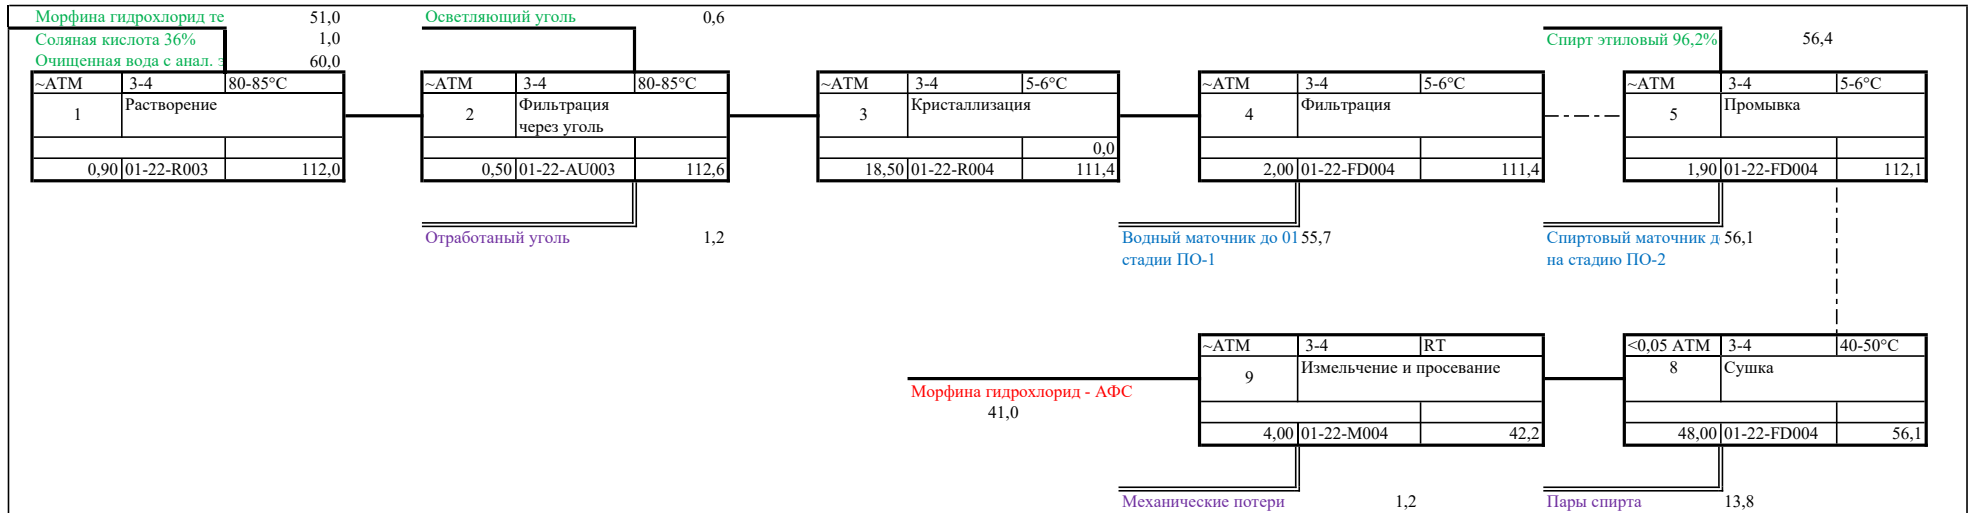 Морфина гидрохлорид те 51,0
Соляная кислота 36% 1,0
Очищенная вода с анал. 60,0
Осветляющий уголь 0,6
Спирт этиловый 96,2% 56,4
~АТМ 3-4 80-85°C
1 Растворение
0,90 01-22-R003 112,0
~АТМ 3-4 80-85°C
2 Фильтрация
через уголь
0,50 01-22-AU003 112,6
~АТМ 3-4 5-6°C
3 Кристаллизация
0,0
18,50 01-22-R004 111,4
~АТМ 3-4 5-6°C
4 Фильтрация
2,00 01-22-FD004 111,4
~АТМ 3-4 5-6°C
5 Промывка
1,90 01-22-FD004 112,1
Отработаный уголь 1,2
Водный маточник до 01 55,7
стадии ПО-1
Спиртовый маточник д 56,1
на стадию ПО-2
~АТМ 3-4 RT
9 Измельчение и просевание
4,00 01-22-M004 42,2
<0,05 АТМ 3-4 40-50°C
8 Сушка
48,00 01-22-FD004 56,1
Морфина гидрохлорид - АФС
41,0
Механические потери 1,2
Пары спирта 13,8